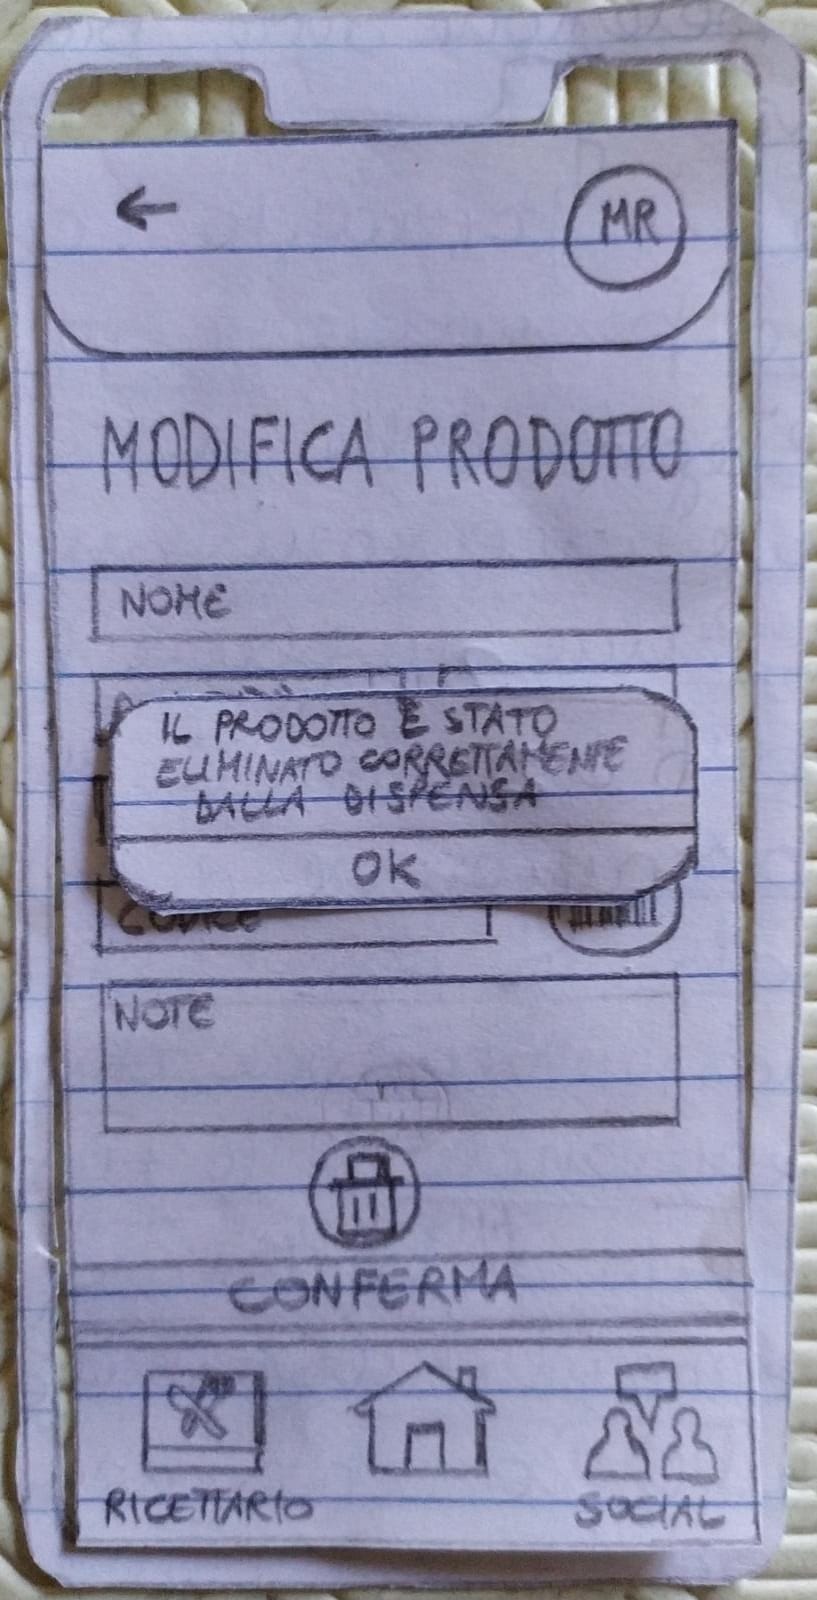 MR
MODIFICA PRODOTTO
NOME
IL PRODOTTO È STATO
ELIMINATO CORRETTAMENTE
DALLA DISPENSA
OK
CODICE
NOTE
CONFERMA
RICETTARIO
SOCIAL